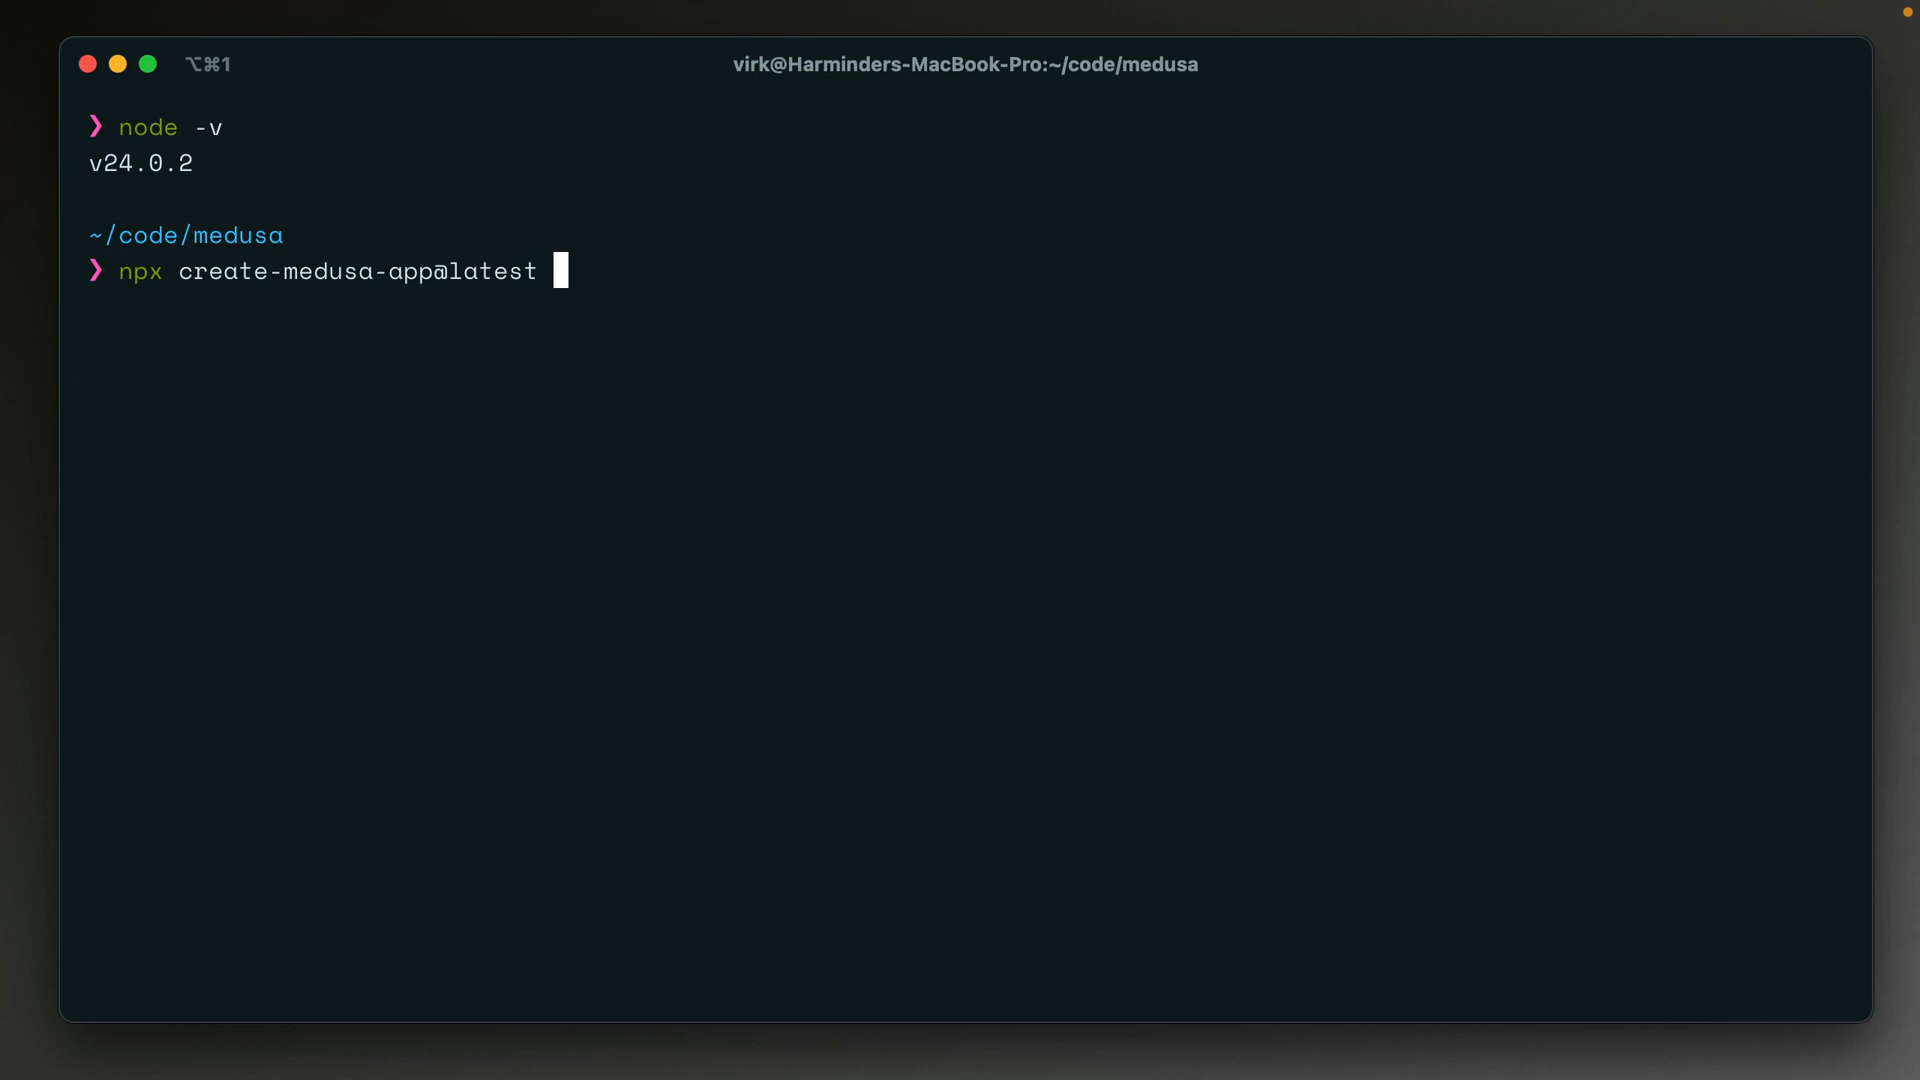 ⌥⌘1
virk@Harminders-MacBook-Pro:~/code/medusa
❯ node -v
v24.0.2
~/code/medusa
❯ npx create-medusa-app@latest